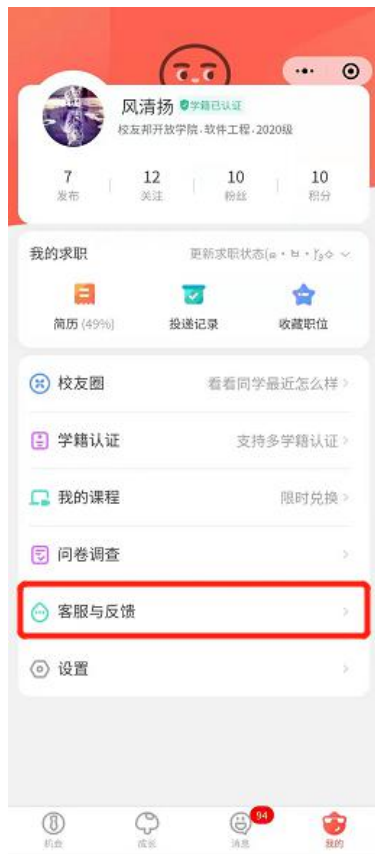 风清扬 学籍已认证
校友邦开放学院·软件工程·2020级
7 12 10 10
发布 关注 粉丝 积分
我的求职 更新求职状态
简历 (49%) 投递记录 收藏职位
校友圈 看看同学最近怎么样
学籍认证 支持多学籍认证
我的课程 限时兑换
问卷调查
客服与反馈
设置
94
机会 成长 消息 我的